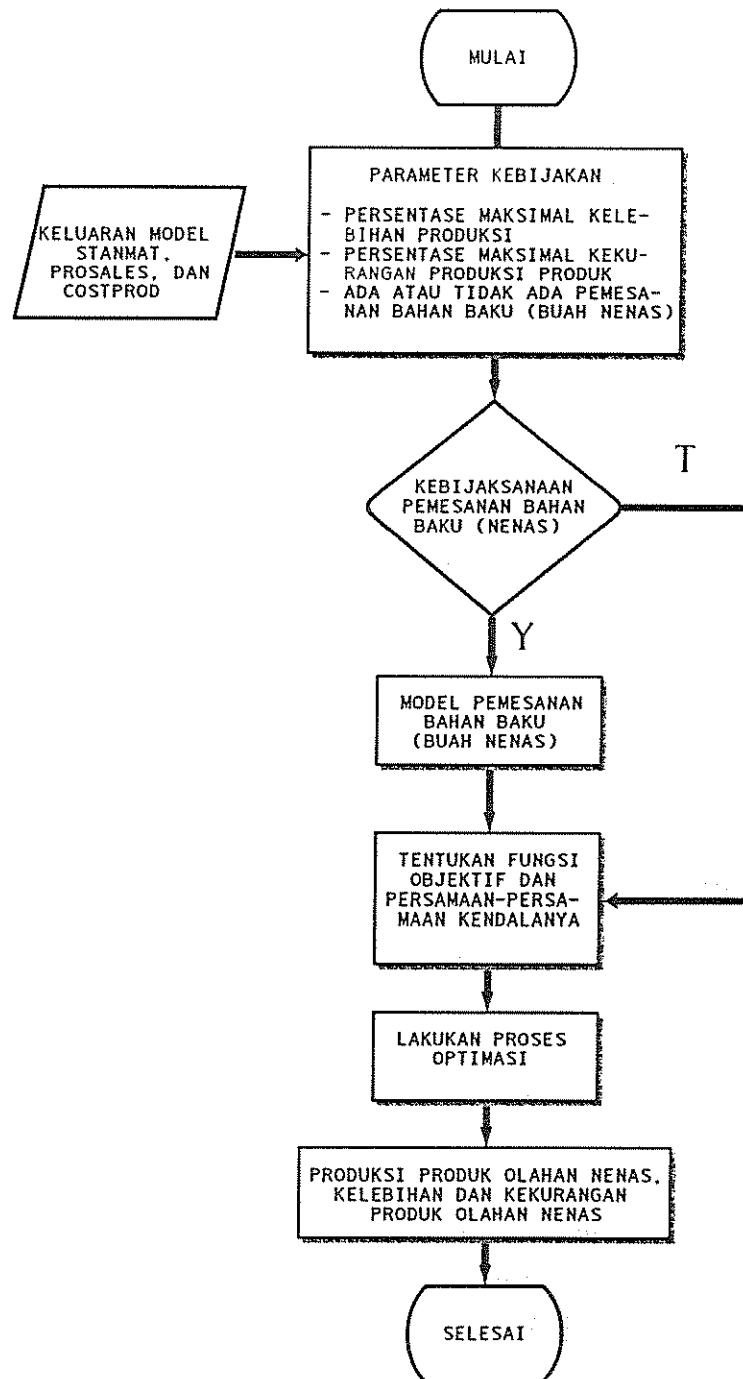 MULAI
PARAMETER KEBIJAKAN
- PERSENTASE MAKSIMAL KELE-
BIHAN PRODUKSI
- PERSENTASE MAKSIMAL KEKU-
RANGAN PRODUKSI PRODUK
- ADA ATAU TIDAK ADA PEMESA-
NAN BAHAN BAKU (BUAH NENAS)
KELUARAN MODEL
STANMAT,
PROSALES, DAN
COSTPROD
KEBIJAKSANAAN
PEMESANAN BAHAN
BAKU (NENAS)
T
Y
MODEL PEMESANAN
BAHAN BAKU
(BUAH NENAS)
TENTUKAN FUNGSI
OBJEKTIF DAN
PERSAMAAN-PERSA-
MAAN KENDALANYA
LAKUKAN PROSES
OPTIMASI
PRODUKSI PRODUK OLAHAN NENAS,
KELEBIHAN DAN KEKURANGAN
PRODUK OLAHAN NENAS
SELESAI